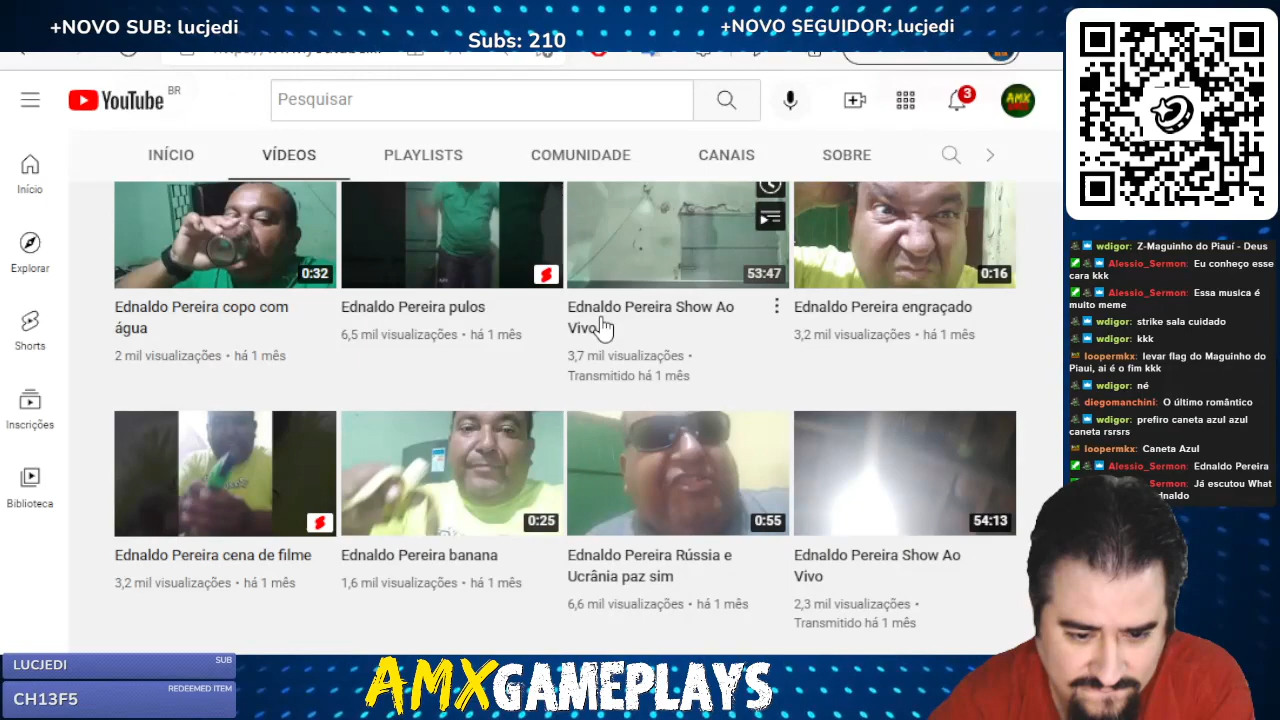 +NOVO SUB: lucjedi
Subs: 210
+NOVO SEGUIDOR: lucjedi
YouTube BR
Pesquisar
3
AMX
INÍCIO
VÍDEOS
PLAYLISTS
COMUNIDADE
CANAIS
SOBRE
Início
Explorar
Shorts
Inscrições
Biblioteca
0:32
53:47
0:16
Ednaldo Pereira copo com
água
2 mil visualizações • há 1 mês
Ednaldo Pereira pulos
6,5 mil visualizações • há 1 mês
Ednaldo Pereira Show Ao
Vivo
3,7 mil visualizações •
Transmitido há 1 mês
Ednaldo Pereira engraçado
3,2 mil visualizações • há 1 mês
0:25
0:55
54:13
Ednaldo Pereira cena de filme
3,2 mil visualizações • há 1 mês
Ednaldo Pereira banana
1,6 mil visualizações • há 1 mês
Ednaldo Pereira Rússia e
Ucrânia paz sim
6,6 mil visualizações • há 1 mês
Ednaldo Pereira Show Ao
Vivo
2,3 mil visualizações •
Transmitido há 1 mês
wdigor: Z-Maguinho do Piauí - Deus
Alessio_Sermon: Eu conheço esse
cara kkk
Alessio_Sermon: Essa musica é
multo meme
wdigor: strike sala cuidado
wdigor: kkk
loopermkx: levar flag do Maguinho do
Piaui, ai é o fim kkk
wdigor: né
diegomanchini: O último romântico
wdigor: prefiro caneta azul azul
caneta rsrsrs
loopermkx: Caneta Azul
Alessio_Sermon: Ednaldo Pereira
Sermon: Já escutou What
LUCJEDI
SUB
CH13F5
REDEEMED ITEM
AMXGAMEPLAYS